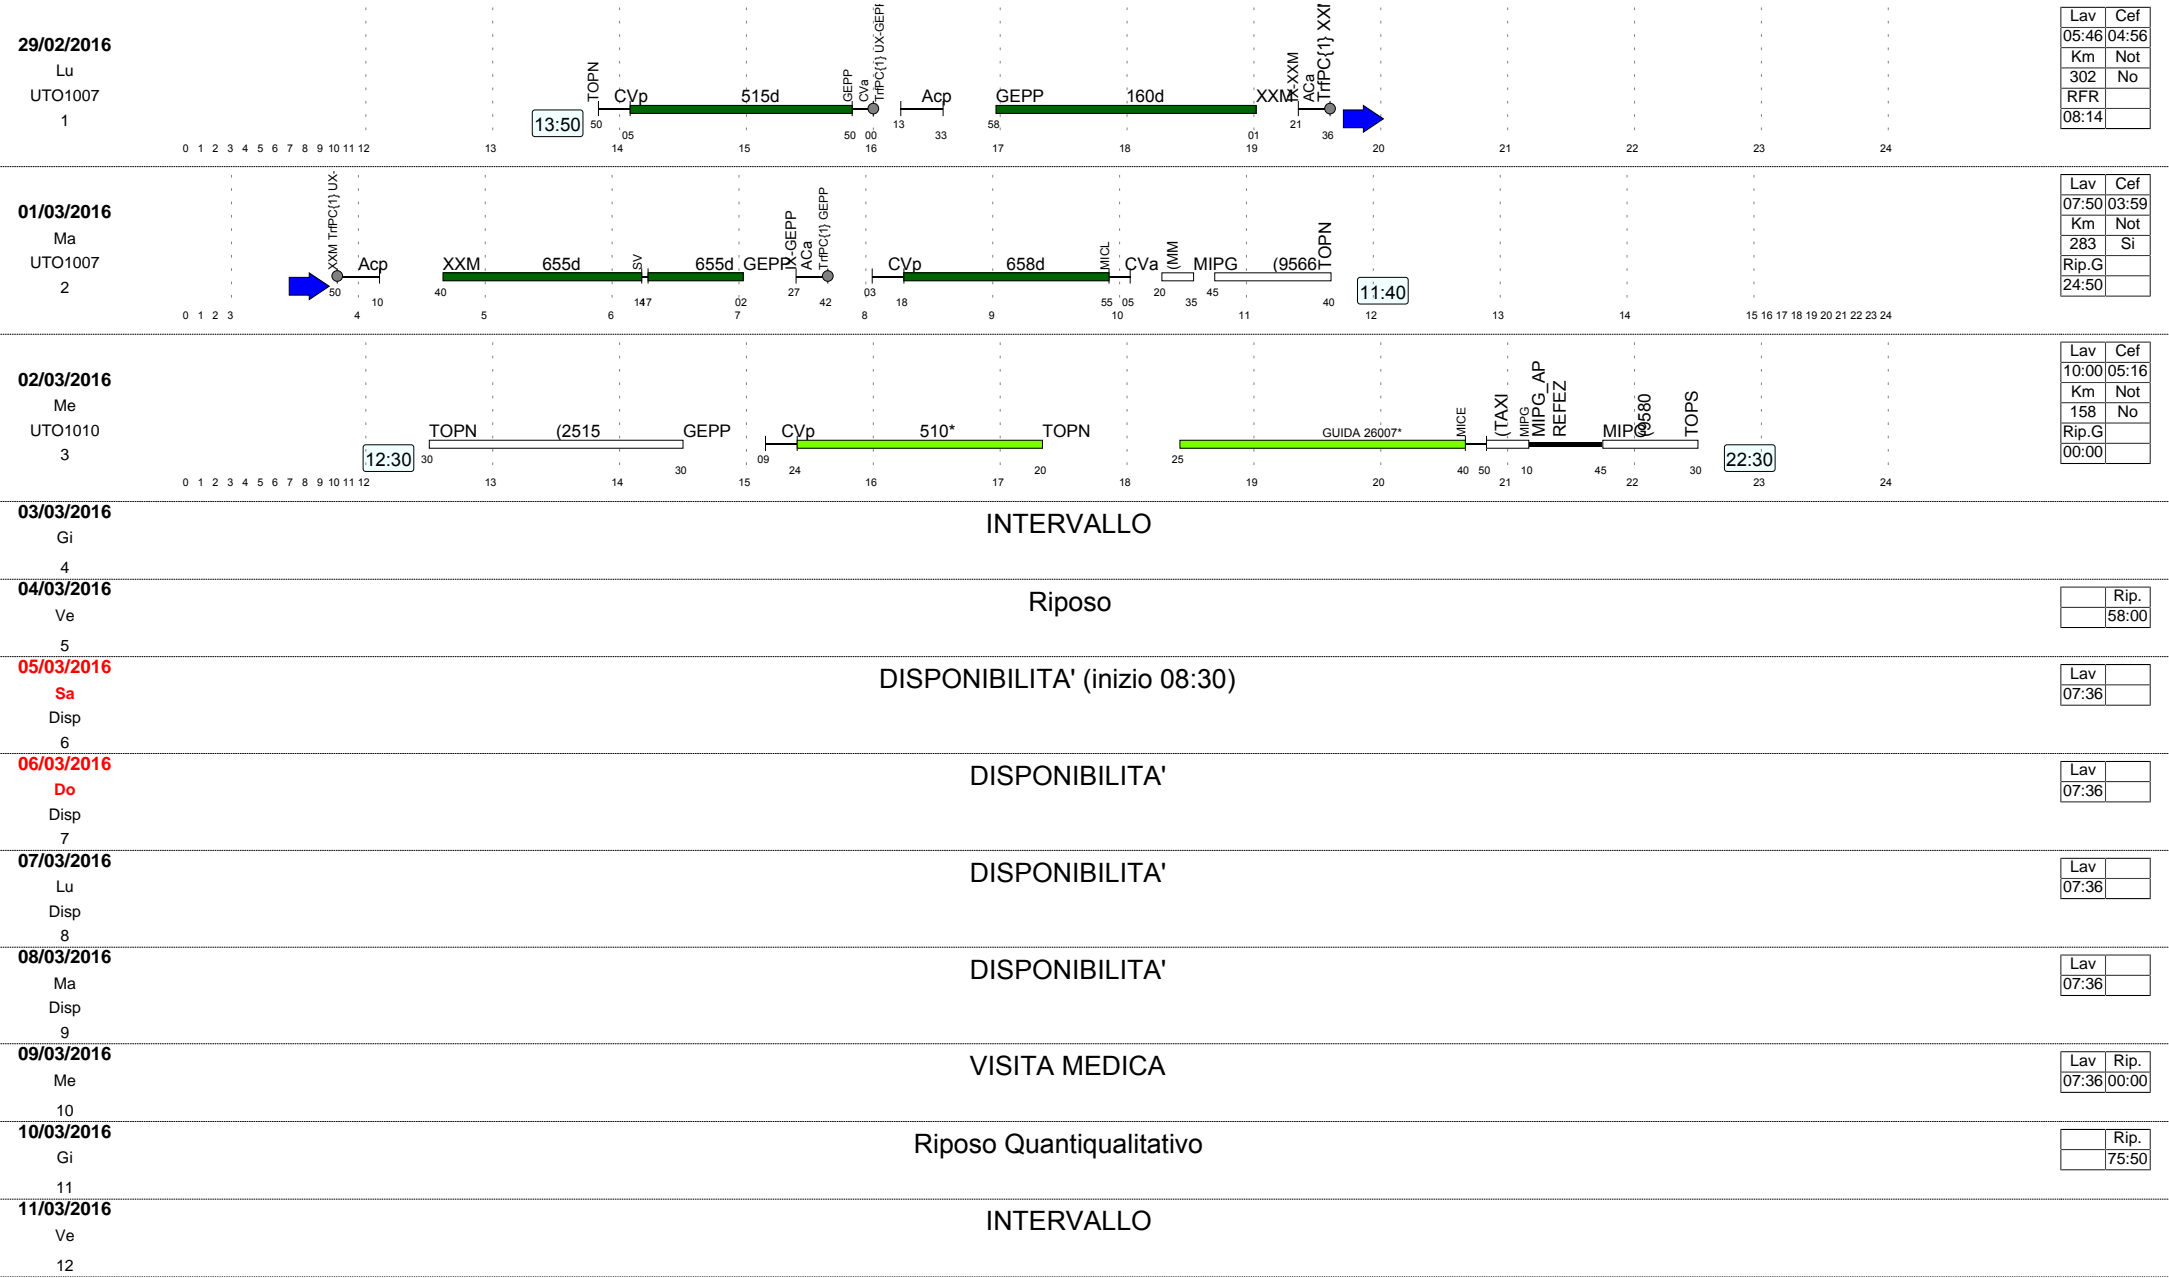 29/02/2016
Lu
UTO1007
1
13:50
TOPN CVp 515d GEPP CVa TrfPC{1} UX-GEPP Acp GEPP 160d XXM IX-XXM ACa TrfPC{1} XXM
50 05 50 00 13 33 58 01 21 36
0 1 2 3 4 5 6 7 8 9 10 11 12 13 14 15 16 17 18 19 20 21 22 23 24
Lav Cef
05:46 04:56
Km Not
302 No
RFR
08:14
01/03/2016
Ma
UTO1007
2
XXM TrfPC{1} UX- Acp XXM 655d SV 655d GEPP IX-GEPP ACa TrfPC{1} GEPP CVp 658d MICL CVa (MM MIPG (9566 TOPN
50 10 40 14 47 02 27 42 03 18 55 05 20 35 45 40
11:40
0 1 2 3 4 5 6 7 8 9 10 11 12 13 14 15 16 17 18 19 20 21 22 23 24
Lav Cef
07:50 03:59
Km Not
283 Si
Rip.G
24:50
02/03/2016
Me
UTO1010
3
12:30
TOPN (2515 GEPP CVp 510* TOPN GUIDA 26007* MICE (TAXI MIPG MIPG_AP REFEZ MIPG (9580 TOPS
30 30 09 24 09 20 25 40 50 10 45 30
22:30
0 1 2 3 4 5 6 7 8 9 10 11 12 13 14 15 16 17 18 19 20 21 22 23 24
Lav Cef
10:00 05:16
Km Not
158 No
Rip.G
00:00
03/03/2016
Gi
4
INTERVALLO
04/03/2016
Ve
5
Riposo
Rip.
58:00
05/03/2016
Sa
Disp
6
DISPONIBILITA' (inizio 08:30)
Lav
07:36
06/03/2016
Do
Disp
7
DISPONIBILITA'
Lav
07:36
07/03/2016
Lu
Disp
8
DISPONIBILITA'
Lav
07:36
08/03/2016
Ma
Disp
9
DISPONIBILITA'
Lav
07:36
09/03/2016
Me
10
VISITA MEDICA
Lav Rip.
07:36 00:00
10/03/2016
Gi
11
Riposo Quantiqualitativo
Rip.
75:50
11/03/2016
Ve
12
INTERVALLO